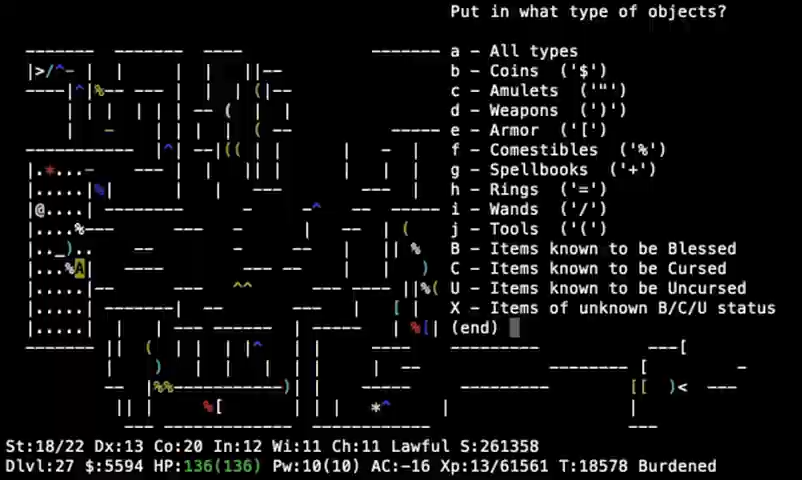 Put in what type of objects?
a - All types
b - Coins ('$')
c - Amulets ('"')
d - Weapons (')')
e - Armor ('[')
f - Comestibles ('%')
g - Spellbooks ('+')
h - Rings ('=')
i - Wands ('/')
j - Tools ('(')
B - Items known to be Blessed
C - Items known to be Cursed
U - Items known to be Uncursed
X - Items of unknown B/C/U status
(end)
St:18/22 Dx:13 Co:20 In:12 Wi:11 Ch:11 Lawful S:261358
Dlvl:27 $:5594 HP:136(136) Pw:10(10) AC:-16 Xp:13/61561 T:18578 Burdened